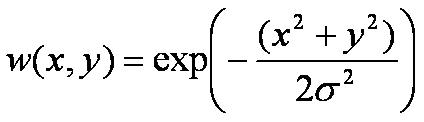 w(x, y) = exp(−(x² + y²) / 2σ²)